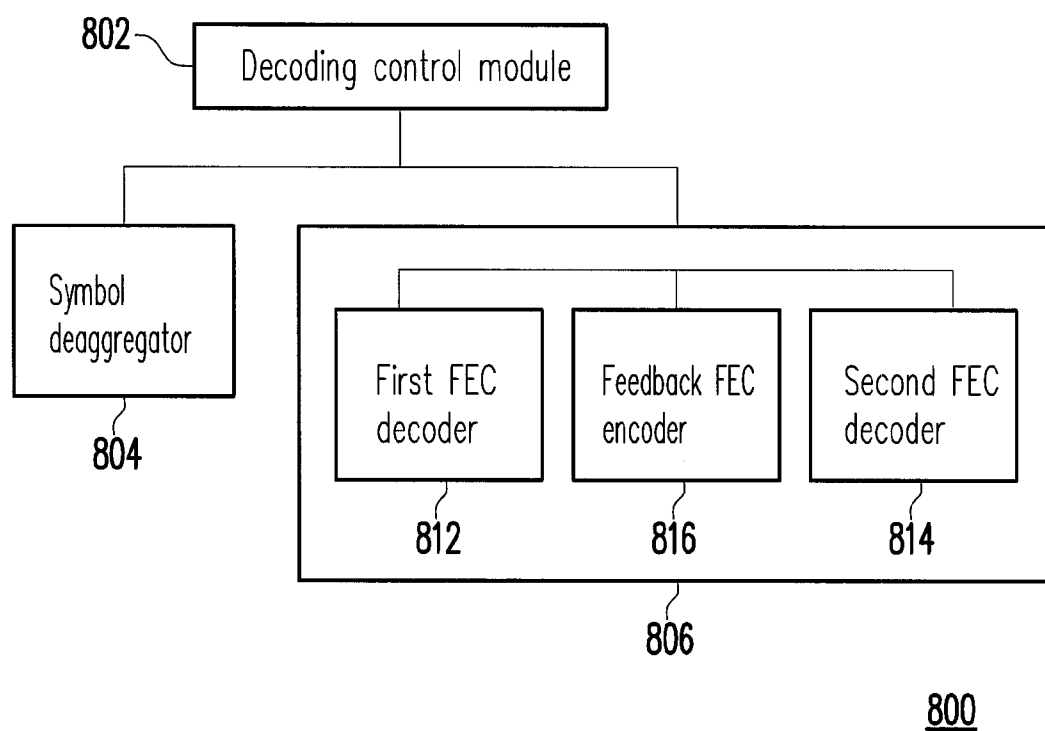 802
Decoding control module
Symbol
deaggregator
804
First FEC
decoder
812
Feedback FEC
encoder
816
Second FEC
decoder
814
806
800